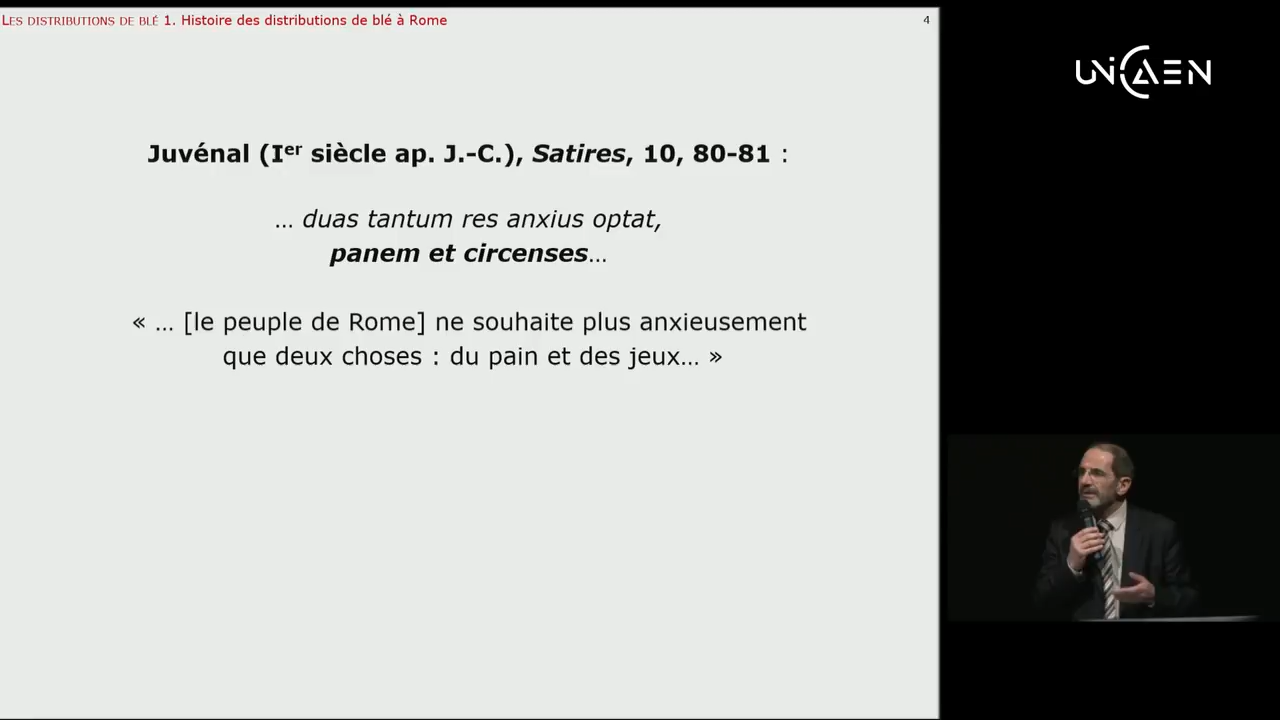 LES DISTRIBUTIONS DE BLÉ 1. Histoire des distributions de blé à Rome 4
UNICAEN
Juvénal (Iᵉʳ siècle ap. J.-C.), Satires, 10, 80-81 :
… duas tantum res anxius optat,
panem et circenses…
« … [le peuple de Rome] ne souhaite plus anxieusement
que deux choses : du pain et des jeux… »